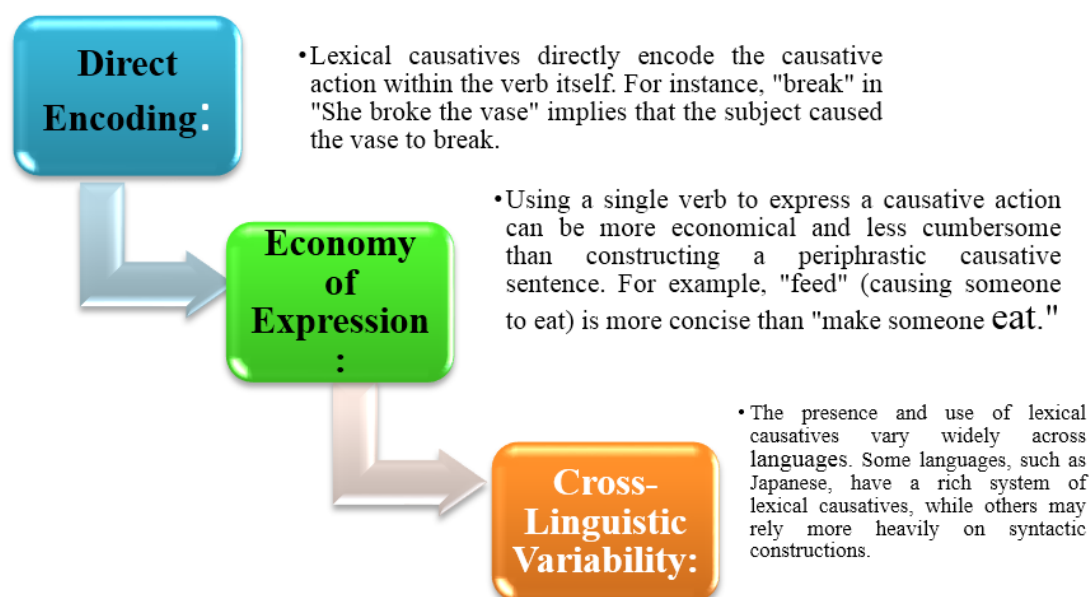 Direct
Encoding:
•Lexical causatives directly encode the causative
action within the verb itself. For instance, "break" in
"She broke the vase" implies that the subject caused
the vase to break.
Economy
of
Expression
:
•Using a single verb to express a causative action
can be more economical and less cumbersome
than constructing a periphrastic causative
sentence. For example, "feed" (causing someone
to eat) is more concise than "make someone eat."
Cross-
Linguistic
Variability:
• The presence and use of lexical
causatives vary widely across
languages. Some languages, such as
Japanese, have a rich system of
lexical causatives, while others may
rely more heavily on syntactic
constructions.